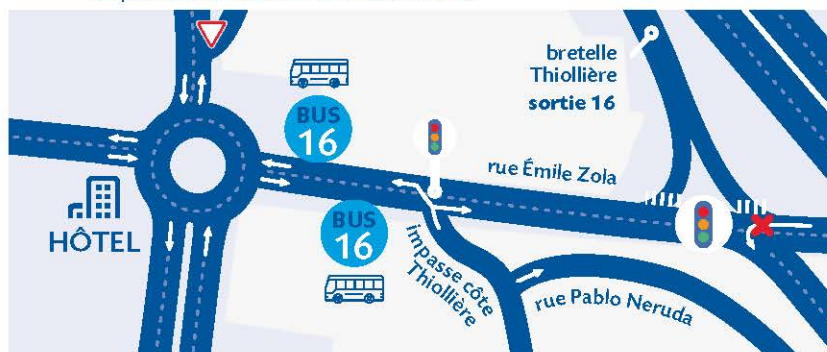 bretelle
Thiollière
sortie 16
BUS
16
rue Émile Zola
HÔTEL
BUS
16
impasse côte
Thiollière
rue Pablo Neruda